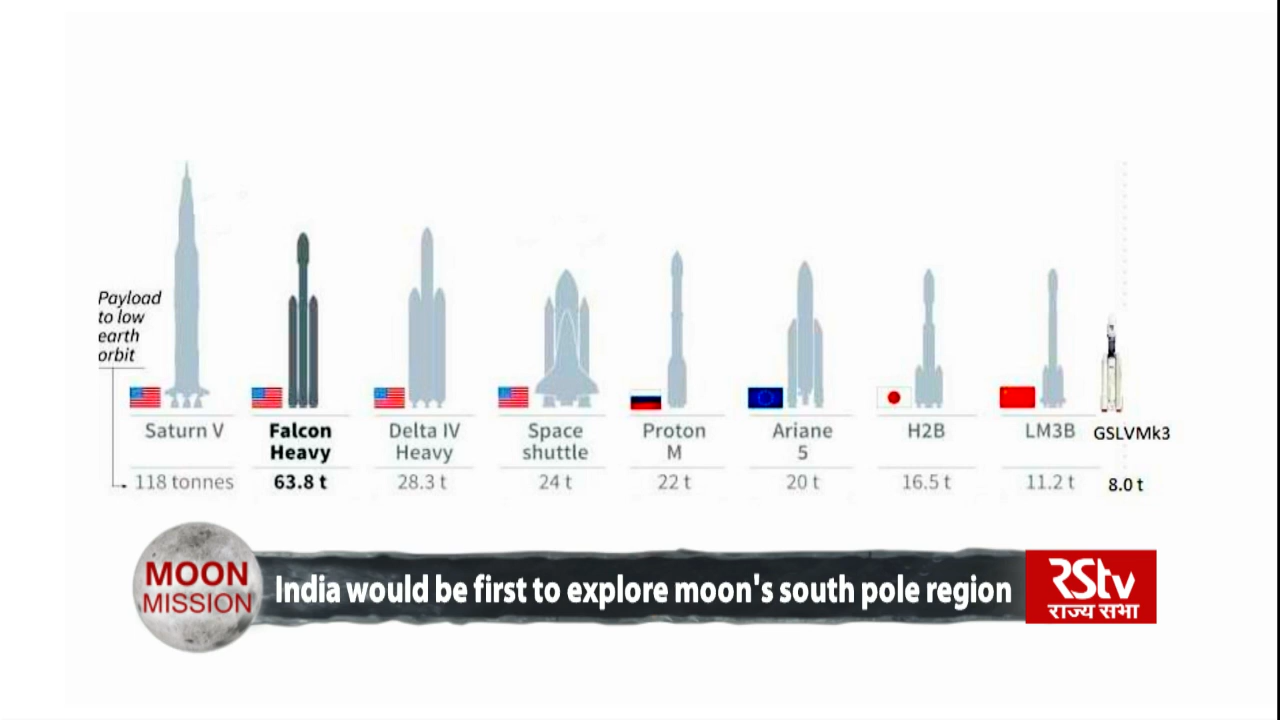 Payload
to low
earth
orbit
Saturn V
Falcon
Heavy
Delta IV
Heavy
Space
shuttle
Proton
M
Ariane
5
H2B
LM3B
GSLVMk3
118 tonnes
63.8 t
28.3 t
24 t
22 t
20 t
16.5 t
11.2 t
8.0 t
MOON
MISSION
India would be first to explore moon's south pole region
RStv
राज्य सभा